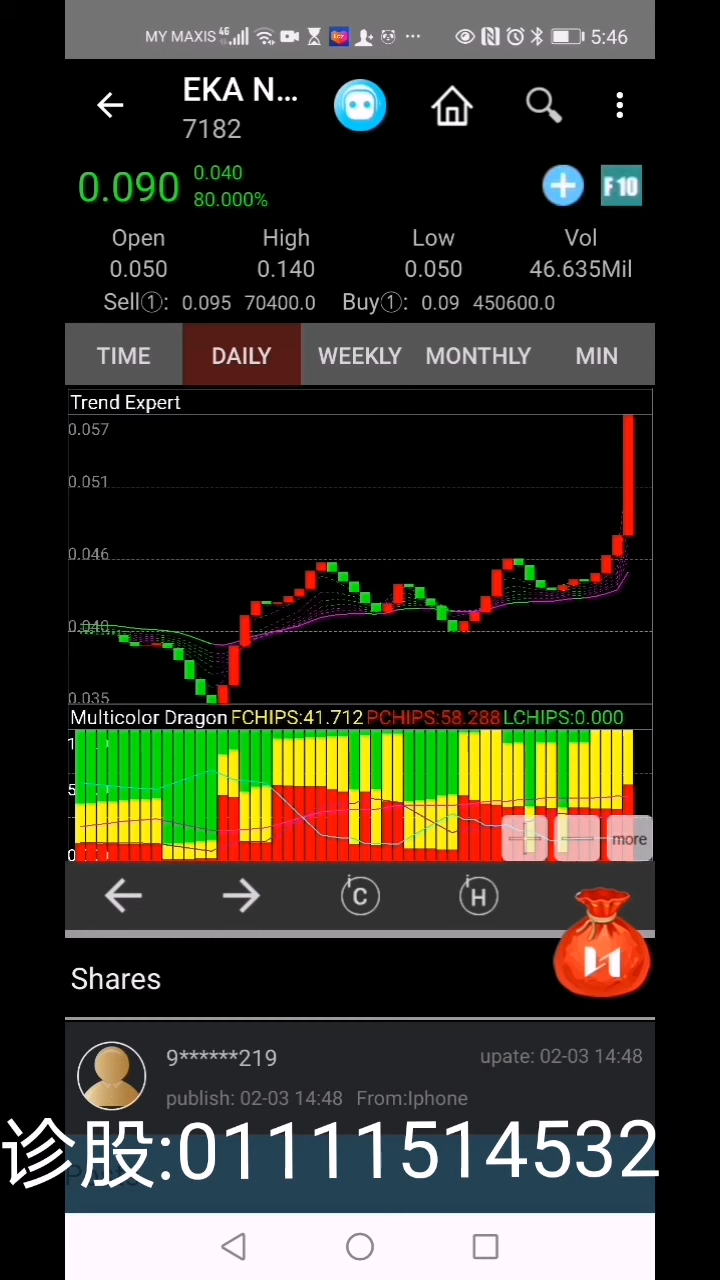 MY MAXIS 4G 5:46
EKA N...
7182
0.090 0.040
80.000%
F10
Open High Low Vol
0.050 0.140 0.050 46.635Mil
Sell①: 0.095 70400.0 Buy①: 0.09 450600.0
TIME DAILY WEEKLY MONTHLY MIN
Trend Expert
0.057
0.051
0.046
0.040
0.035
Multicolor Dragon FCHIPS:41.712 PCHIPS:58.288 LCHIPS:0.000
more
C H
Shares
9******219 upate: 02-03 14:48
publish: 02-03 14:48 From:Iphone
诊股:01111514532